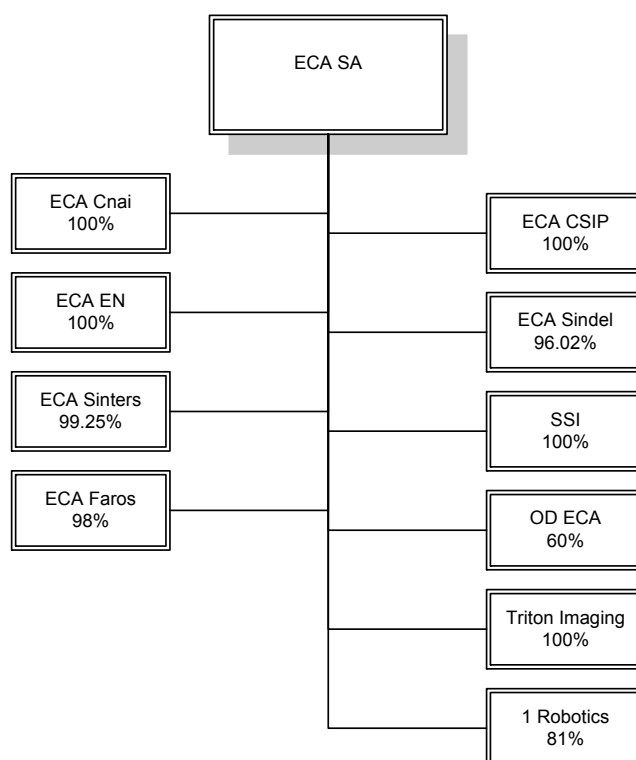 ECA SA
ECA Cnai
100%
ECA EN
100%
ECA Sinters
99.25%
ECA Faros
98%
ECA CSIP
100%
ECA Sindel
96.02%
SSI
100%
OD ECA
60%
Triton Imaging
100%
1 Robotics
81%